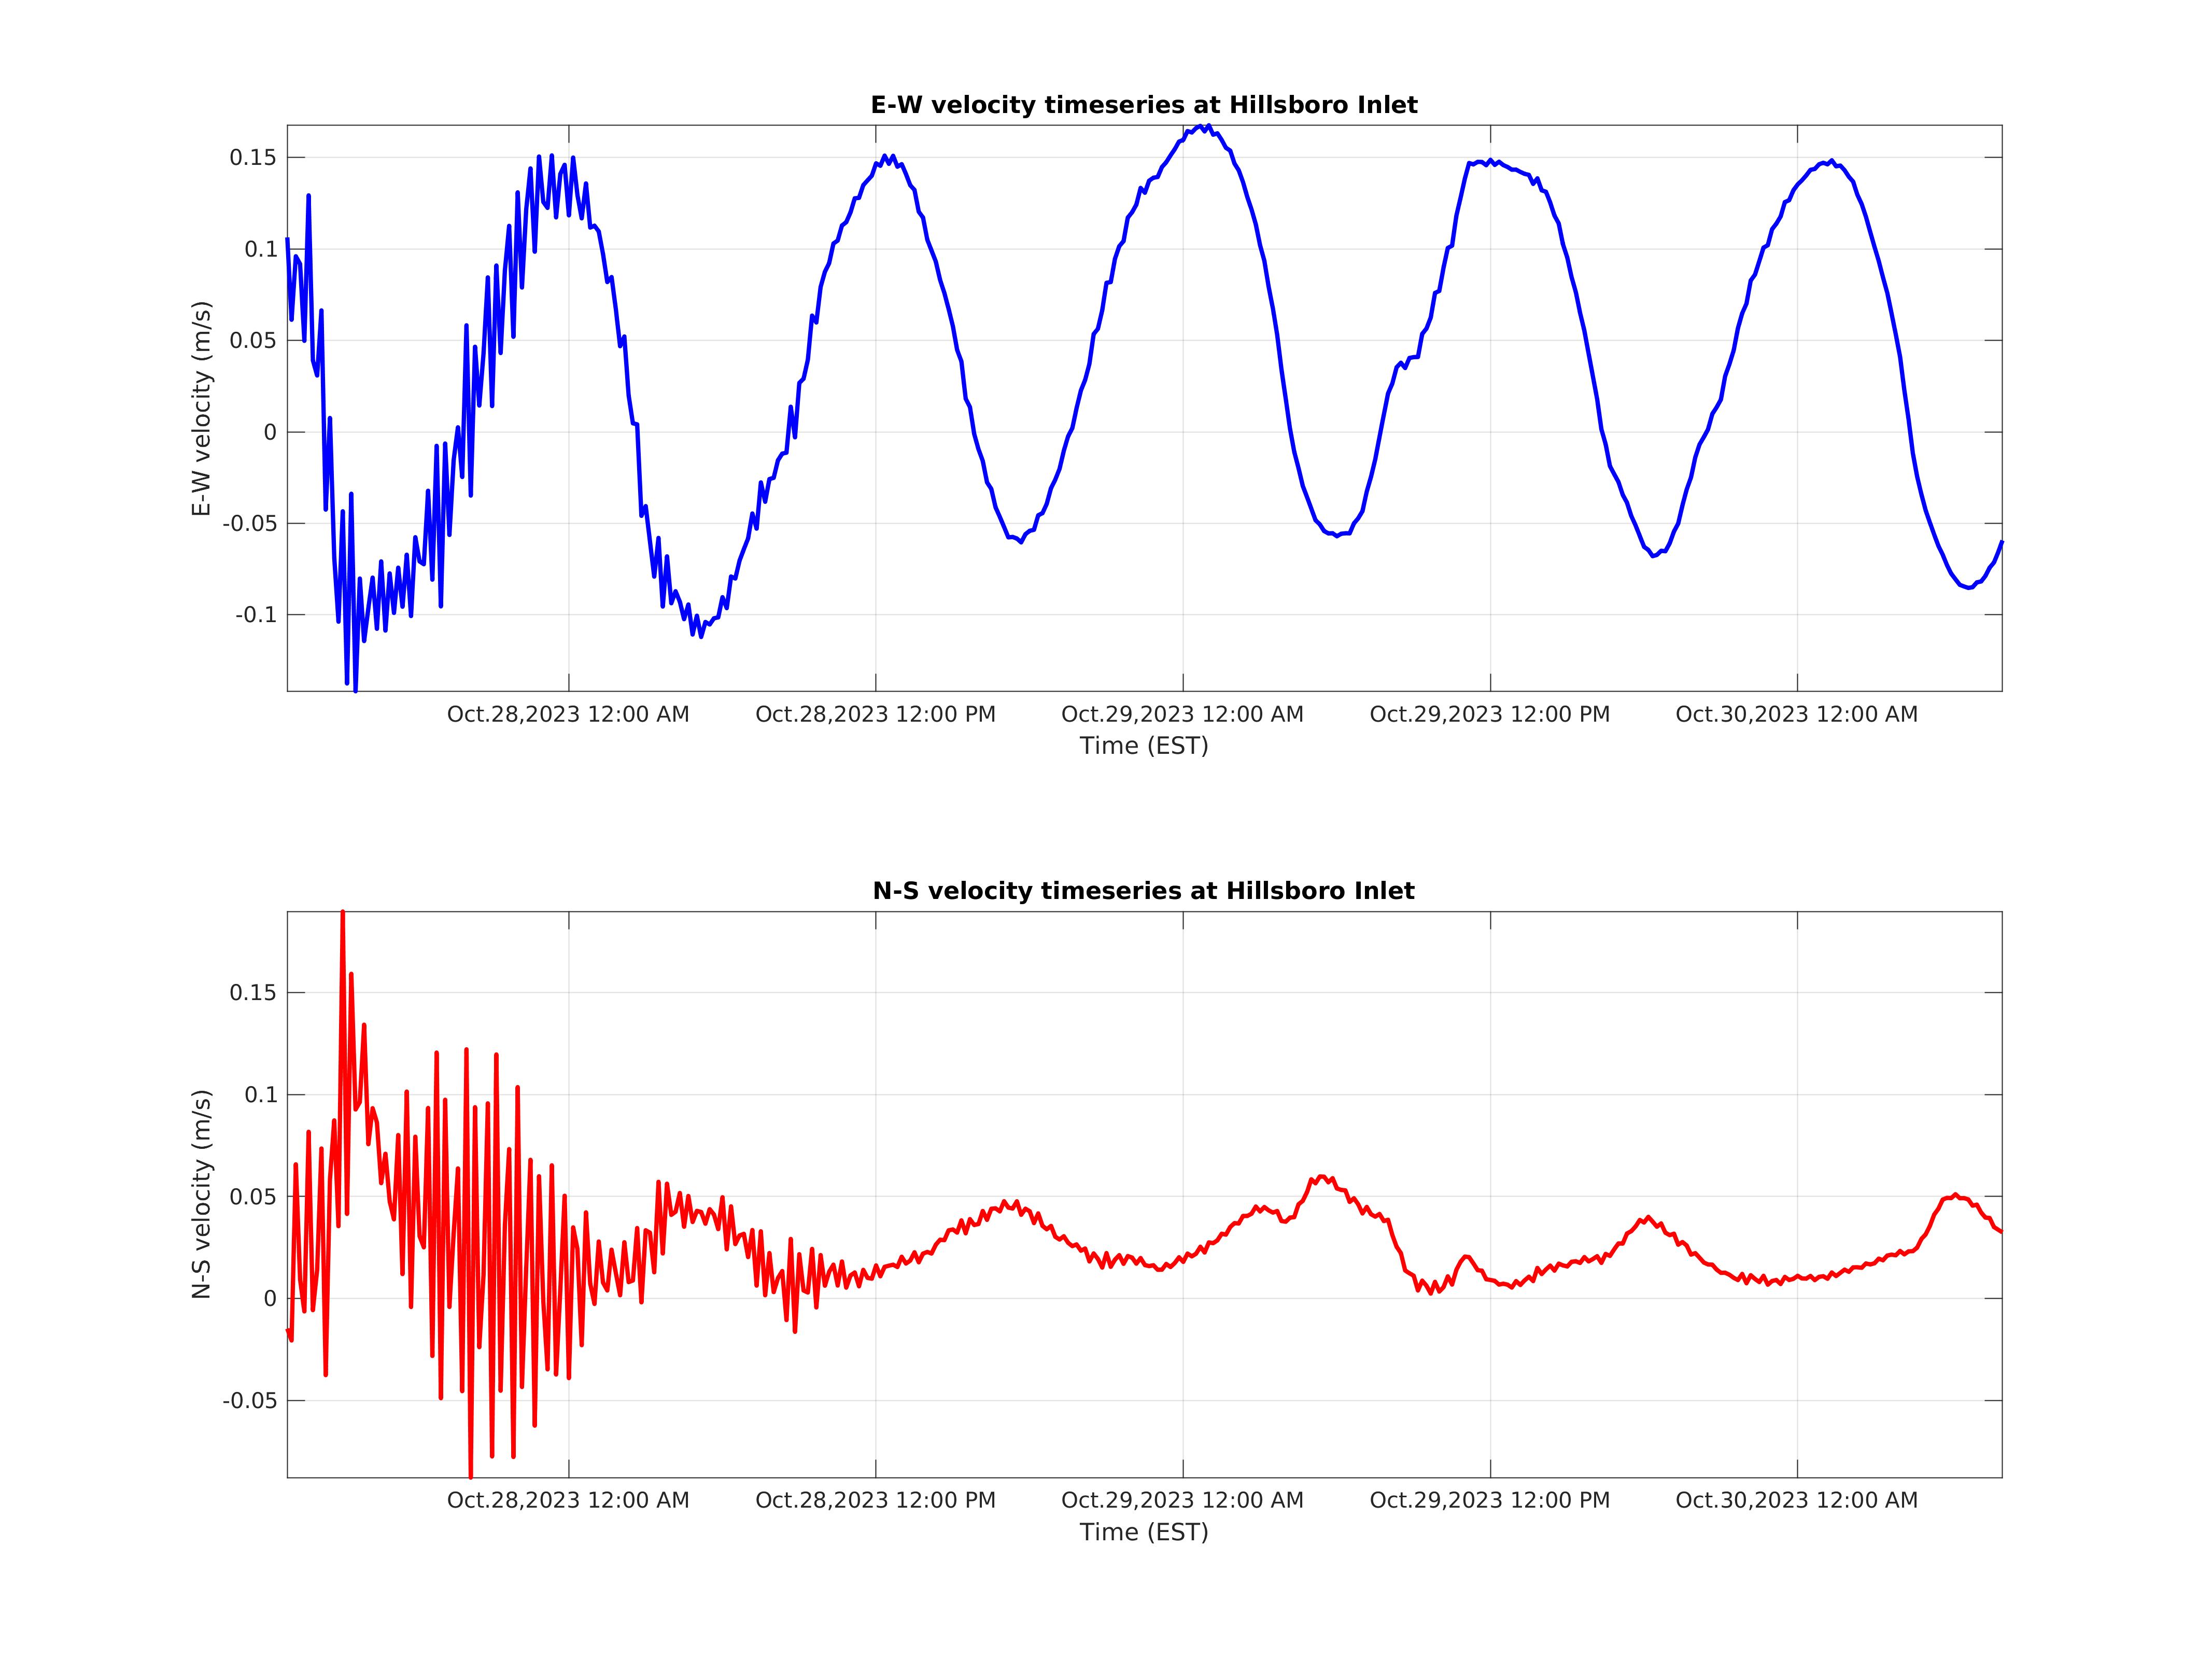 E-W velocity timeseries at Hillsboro Inlet
0.15
0.1
0.05
0
-0.05
-0.1
E-W velocity (m/s)
Oct.28,2023 12:00 AM Oct.28,2023 12:00 PM Oct.29,2023 12:00 AM Oct.29,2023 12:00 PM Oct.30,2023 12:00 AM
Time (EST)
N-S velocity timeseries at Hillsboro Inlet
0.15
0.1
0.05
0
-0.05
N-S velocity (m/s)
Oct.28,2023 12:00 AM Oct.28,2023 12:00 PM Oct.29,2023 12:00 AM Oct.29,2023 12:00 PM Oct.30,2023 12:00 AM
Time (EST)